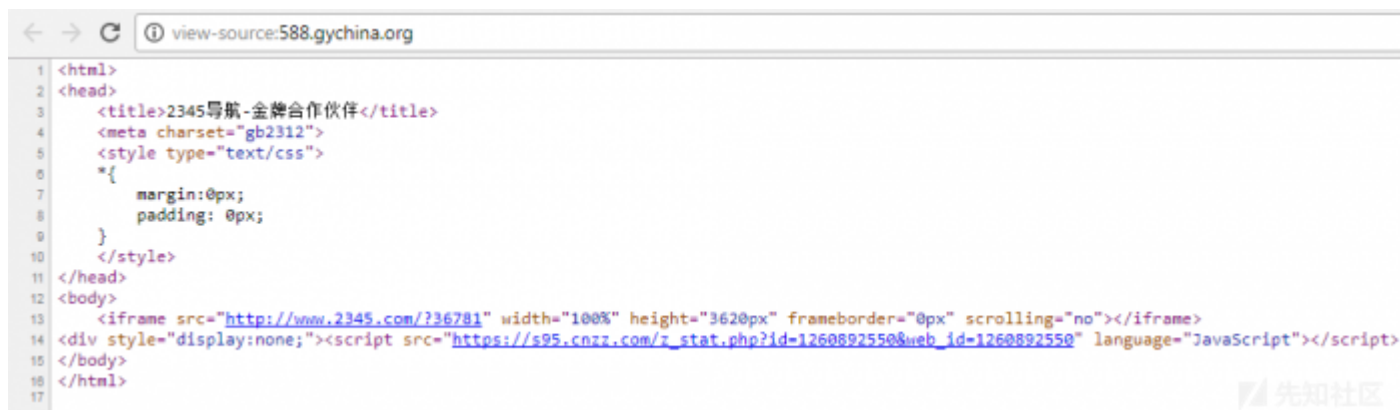 view-source:588.gychina.org
1 <html>
2 <head>
3 <title>2345导航-金牌合作伙伴</title>
4 <meta charset="gb2312">
5 <style type="text/css">
6 *{
7 margin:0px;
8 padding: 0px;
9 }
10 </style>
11 </head>
12 <body>
13 <iframe src="http://www.2345.com/?36781" width="100%" height="3620px" frameborder="0px" scrolling="no"></iframe>
14 <div style="display:none;"><script src="https://s95.cnzz.com/z_stat.php?id=1260892550&web_id=1260892550" language="JavaScript"></script>
15 </body>
16 </html>
17
先知社区